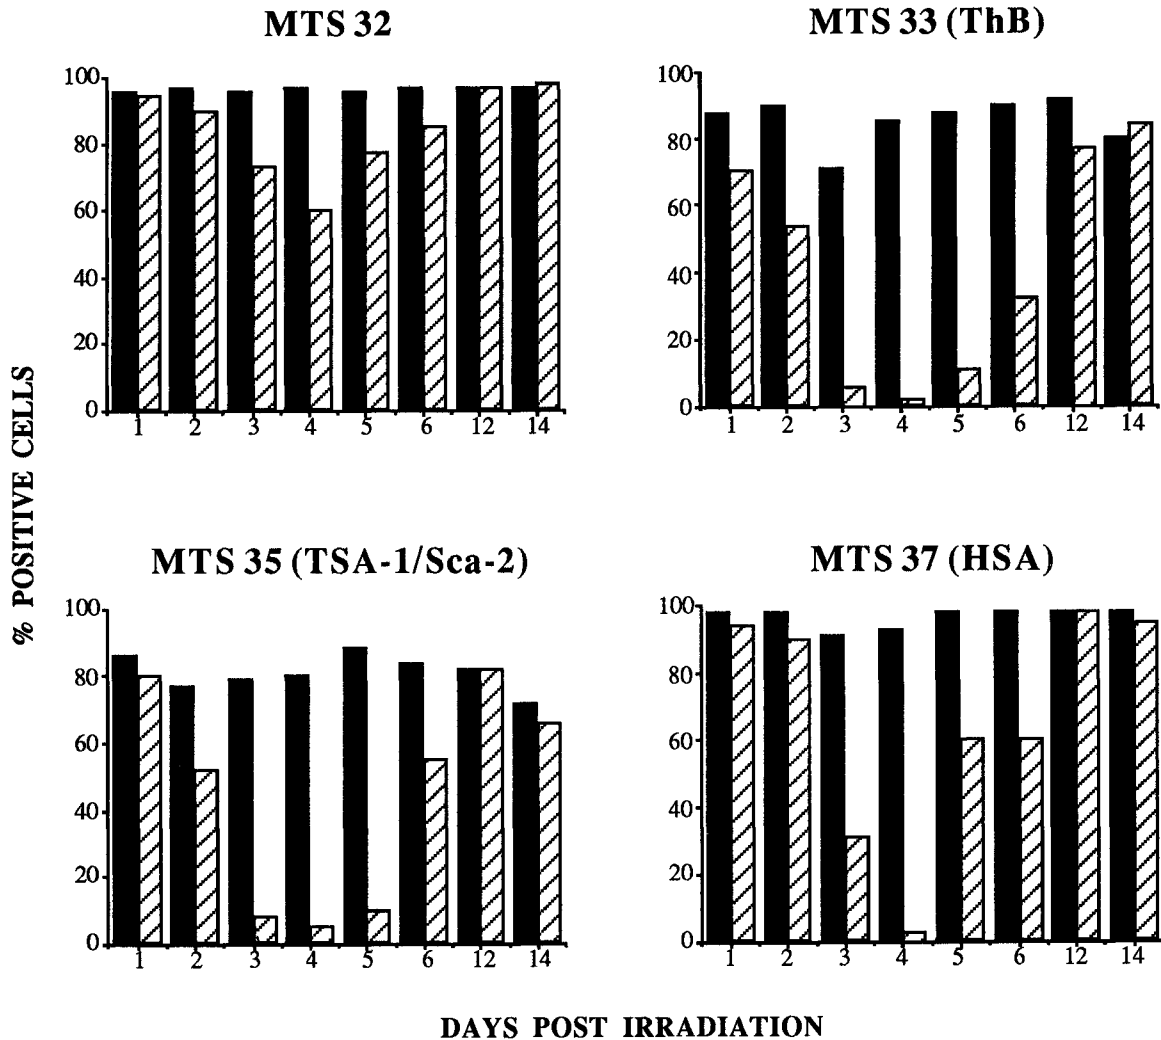 MTS 32
100
80
60
40
20
0
1 2 3 4 5 6 12 14
MTS 33 (ThB)
100
80
60
40
20
0
1 2 3 4 5 6 12 14
% POSITIVE CELLS
MTS 35 (TSA-1/Sca-2)
100
80
60
40
20
0
1 2 3 4 5 6 12 14
MTS 37 (HSA)
100
80
60
40
20
0
1 2 3 4 5 6 12 14
DAYS POST IRRADIATION